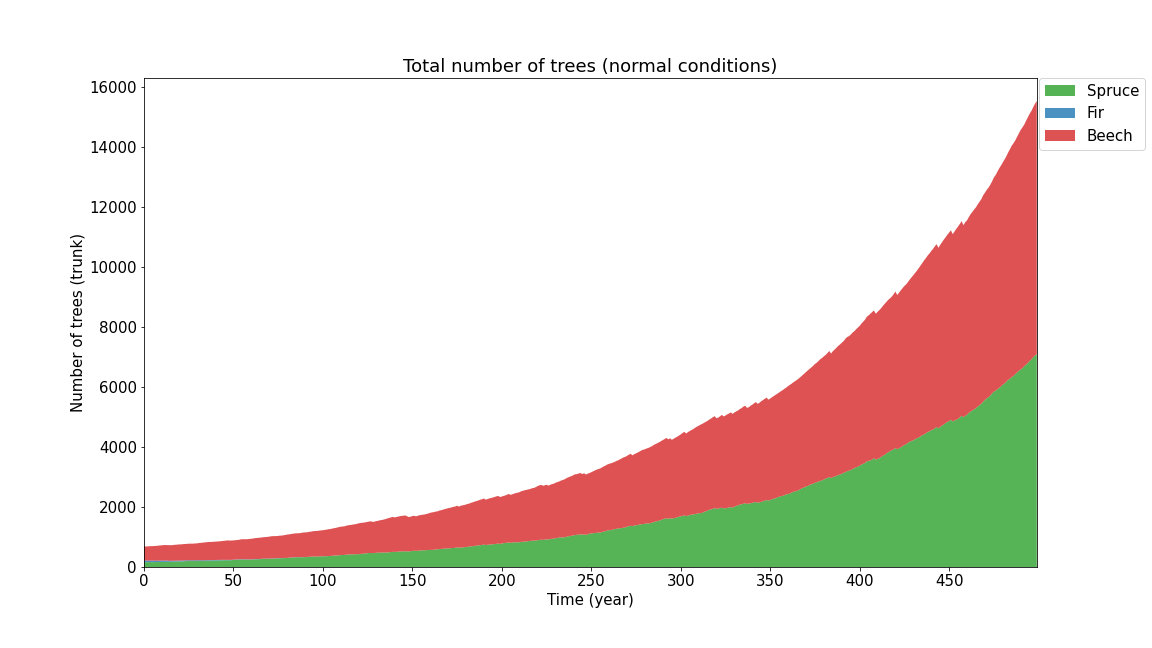 Total number of trees (normal conditions)
Spruce
Fir
Beech
16000
14000
12000
10000
8000
6000
4000
2000
0
Number of trees (trunk)
0 50 100 150 200 250 300 350 400 450
Time (year)